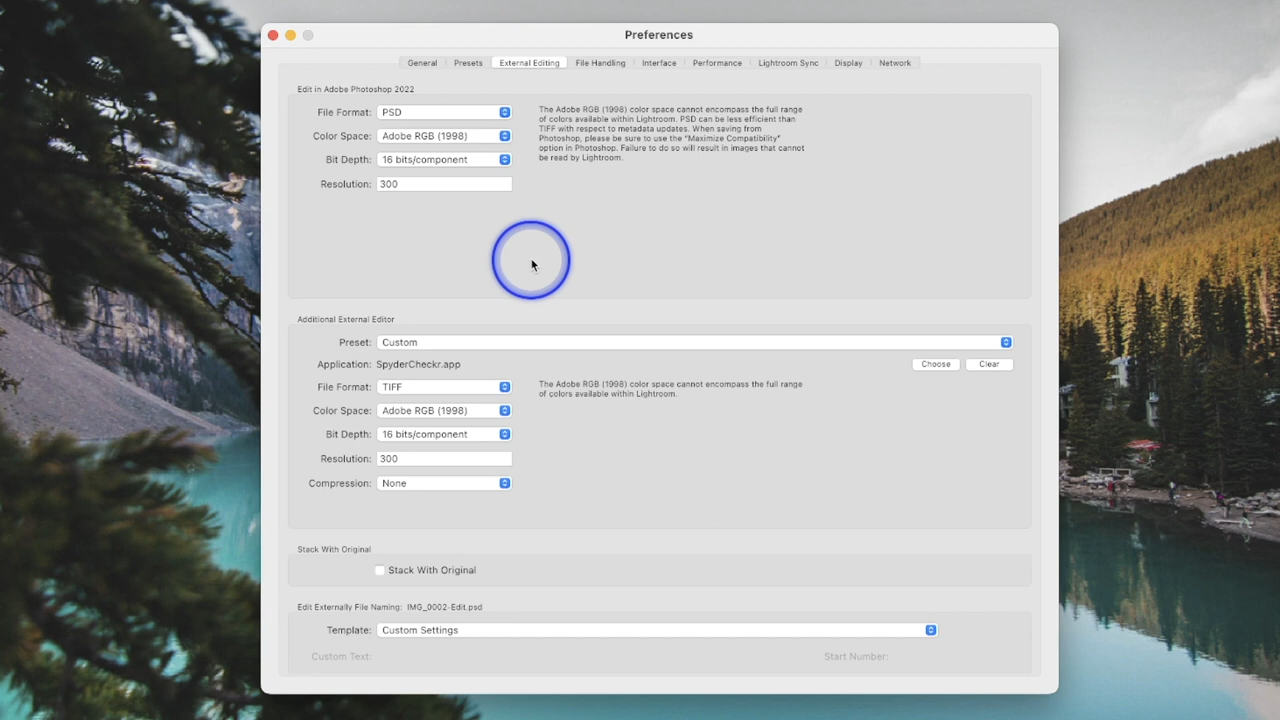 Preferences
General
Presets
External Editing
File Handling
Interface
Performance
Lightroom Sync
Display
Network
Edit in Adobe Photoshop 2022
File Format: PSD
Color Space: Adobe RGB (1998)
Bit Depth: 16 bits/component
Resolution: 300
The Adobe RGB (1998) color space cannot encompass the full range
of colors available within Lightroom. PSD can be less efficient than
TIFF with respect to metadata updates. When saving from
Photoshop, please be sure to use the "Maximize Compatibility"
option in Photoshop. Failure to do so will result in images that cannot
be read by Lightroom.
Additional External Editor
Preset: Custom
Application: SpyderCheckr.app
Choose
Clear
File Format: TIFF
Color Space: Adobe RGB (1998)
Bit Depth: 16 bits/component
Resolution: 300
Compression: None
The Adobe RGB (1998) color space cannot encompass the full range
of colors available within Lightroom.
Stack With Original
Stack With Original
Edit Externally File Naming: IMG_0002-Edit.psd
Template: Custom Settings
Custom Text:
Start Number: